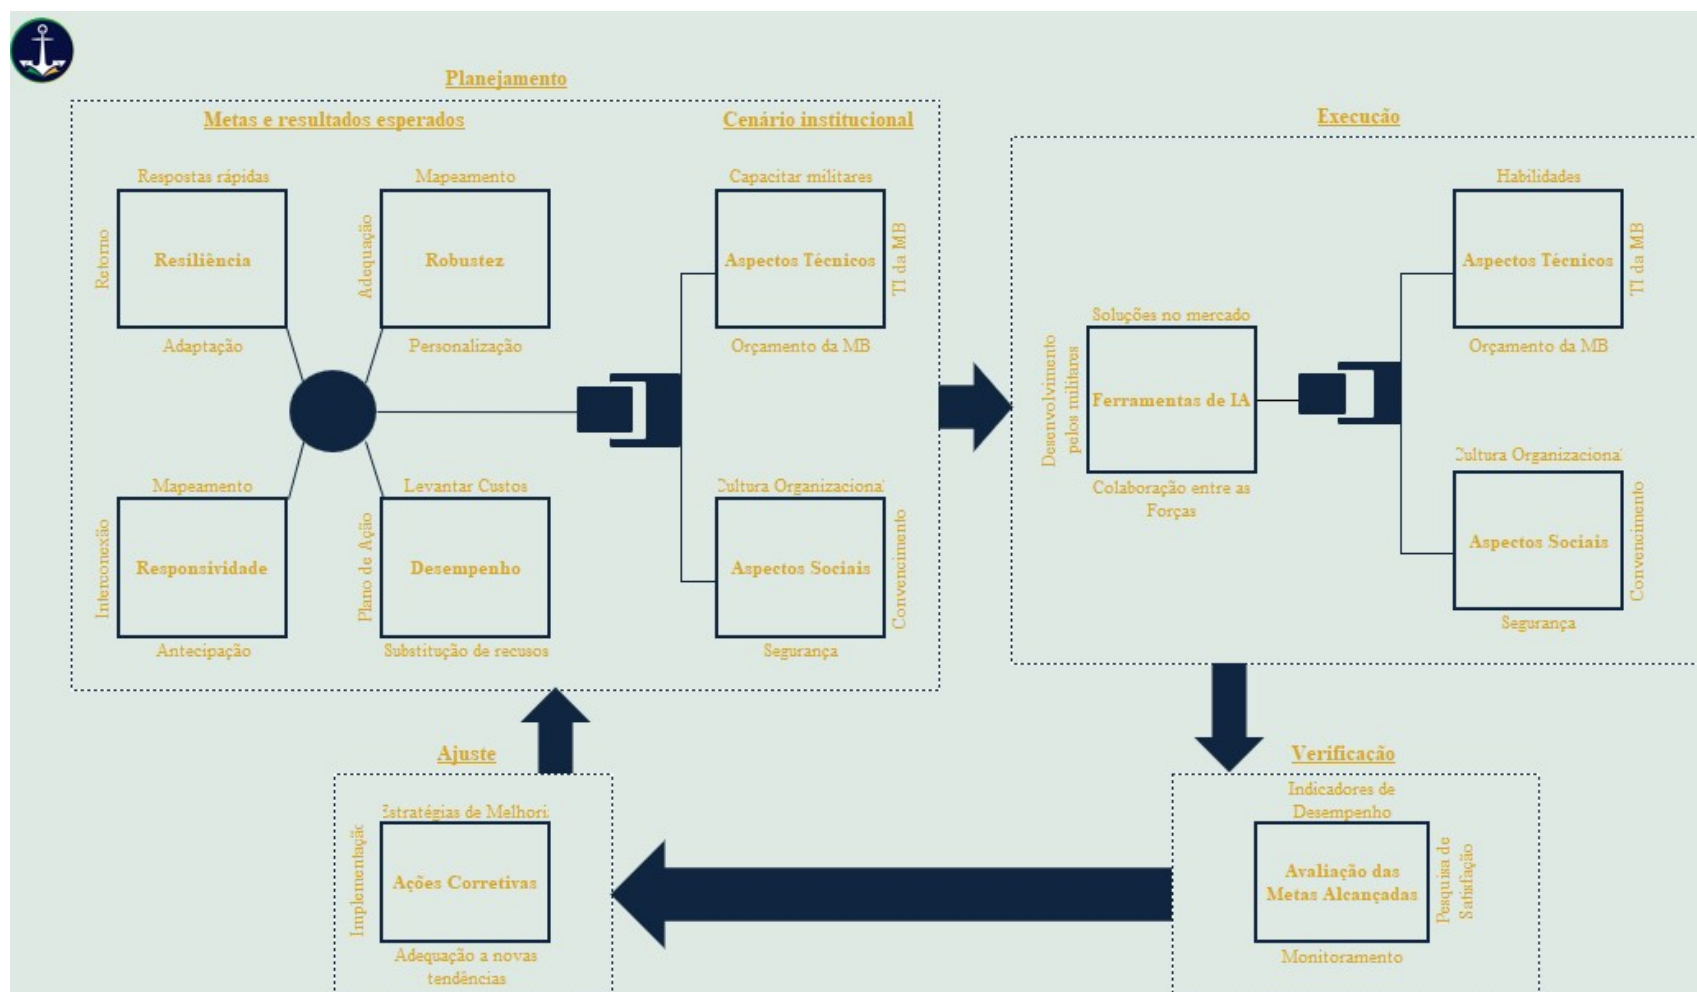 Planejamento
Metas e resultados esperados
Cenário institucional
Respostas rápidas
Retorno
Resiliência
Adaptação
Mapeamento
Adequação
Robustez
Personalização
Mapeamento
Interconexão
Responsividade
Antecipação
Levantar Custos
Plano de Ação
Desempenho
Substitução de recusos
Capacitar militares
Aspectos Técnicos
TI da MB
Orçamento da MB
Cultura Organizacional
Aspectos Sociais
Convencimento
Segurança
Execução
Soluções no mercado
Desenvolvimento
pelos militares
Ferramentas de IA
Colaboração entre as
Forças
Habilidades
Aspectos Técnicos
TI da MB
Orçamento da MB
Cultura Organizacional
Aspectos Sociais
Convencimento
Segurança
Verificação
Indicadores de
Desempenho
Avaliação das
Metas Alcançadas
Pesquisa de
Satisfação
Monitoramento
Ajuste
Estratégias de Melhoria
Implementação
Ações Corretivas
Adequação a novas
tendências